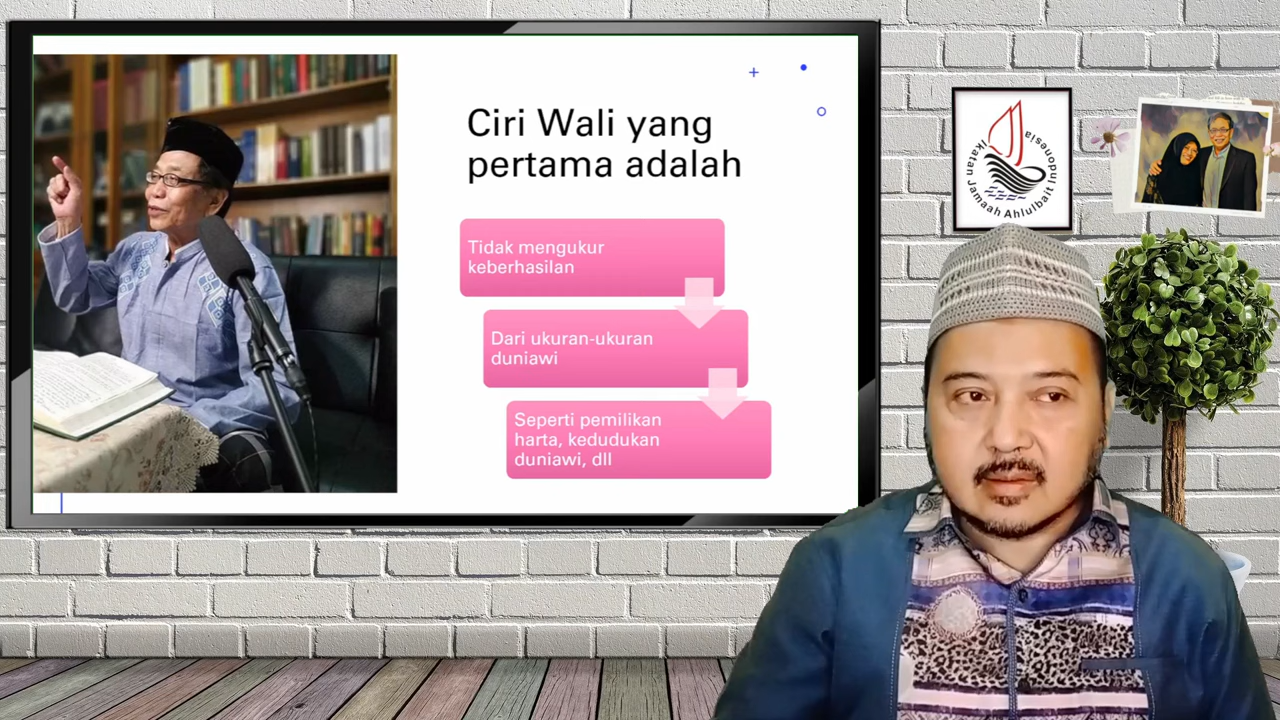 Ciri Wali yang
pertama adalah
Tidak mengukur
keberhasilan
Dari ukuran-ukuran
duniawi
Seperti pemilikan
harta, kedudukan
duniawi, dll
Ikatan Jamaah Ahlulbait Indonesia